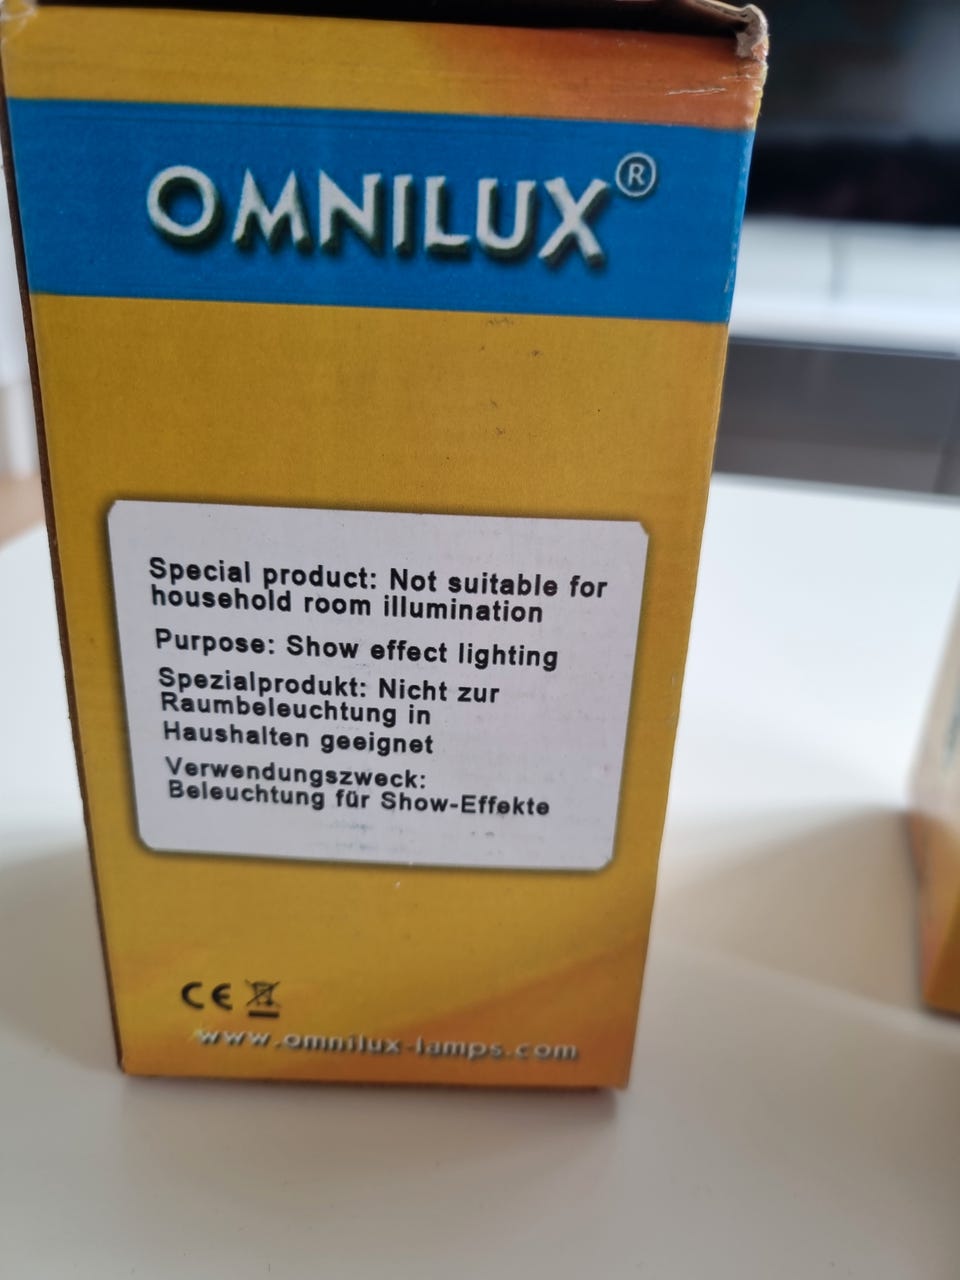 OMNILUX®
Special product: Not suitable for
household room illumination
Purpose: Show effect lighting
Spezialprodukt: Nicht zur
Raumbeleuchtung in
Haushalten geeignet
Verwendungszweck:
Beleuchtung für Show-Effekte
CE
www.omnilux-lamps.com